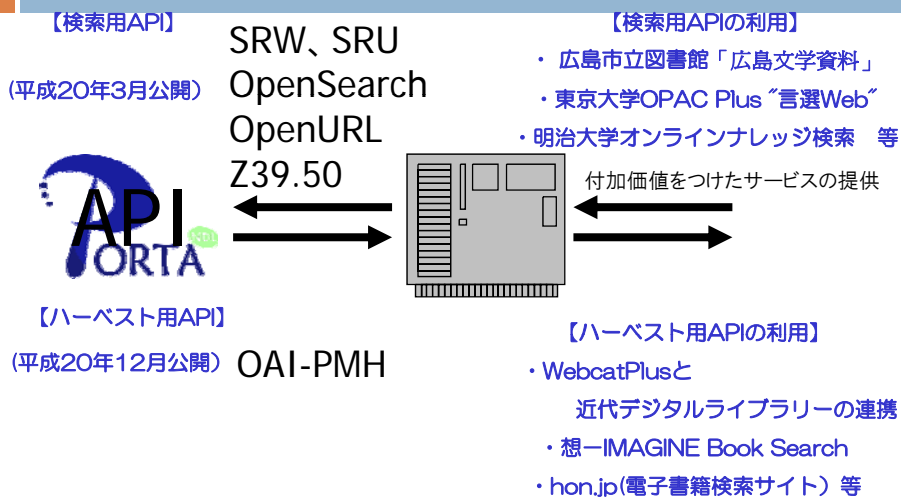 【検索用API】
(平成20年3月公開）
SRW、SRU
OpenSearch
OpenURL
Z39.50
【検索用APIの利用】
・ 広島市立図書館「広島文学資料」
・東京大学OPAC Plus "言選Web"
・明治大学オンラインナレッジ検索　等
付加価値をつけたサービスの提供
API
PORTA
NDL
【ハーベスト用API】
(平成20年12月公開） OAI-PMH
【ハーベスト用APIの利用】
・WebcatPlusと
近代デジタルライブラリーの連携
・想－IMAGINE Book Search
・hon.jp(電子書籍検索サイト）等